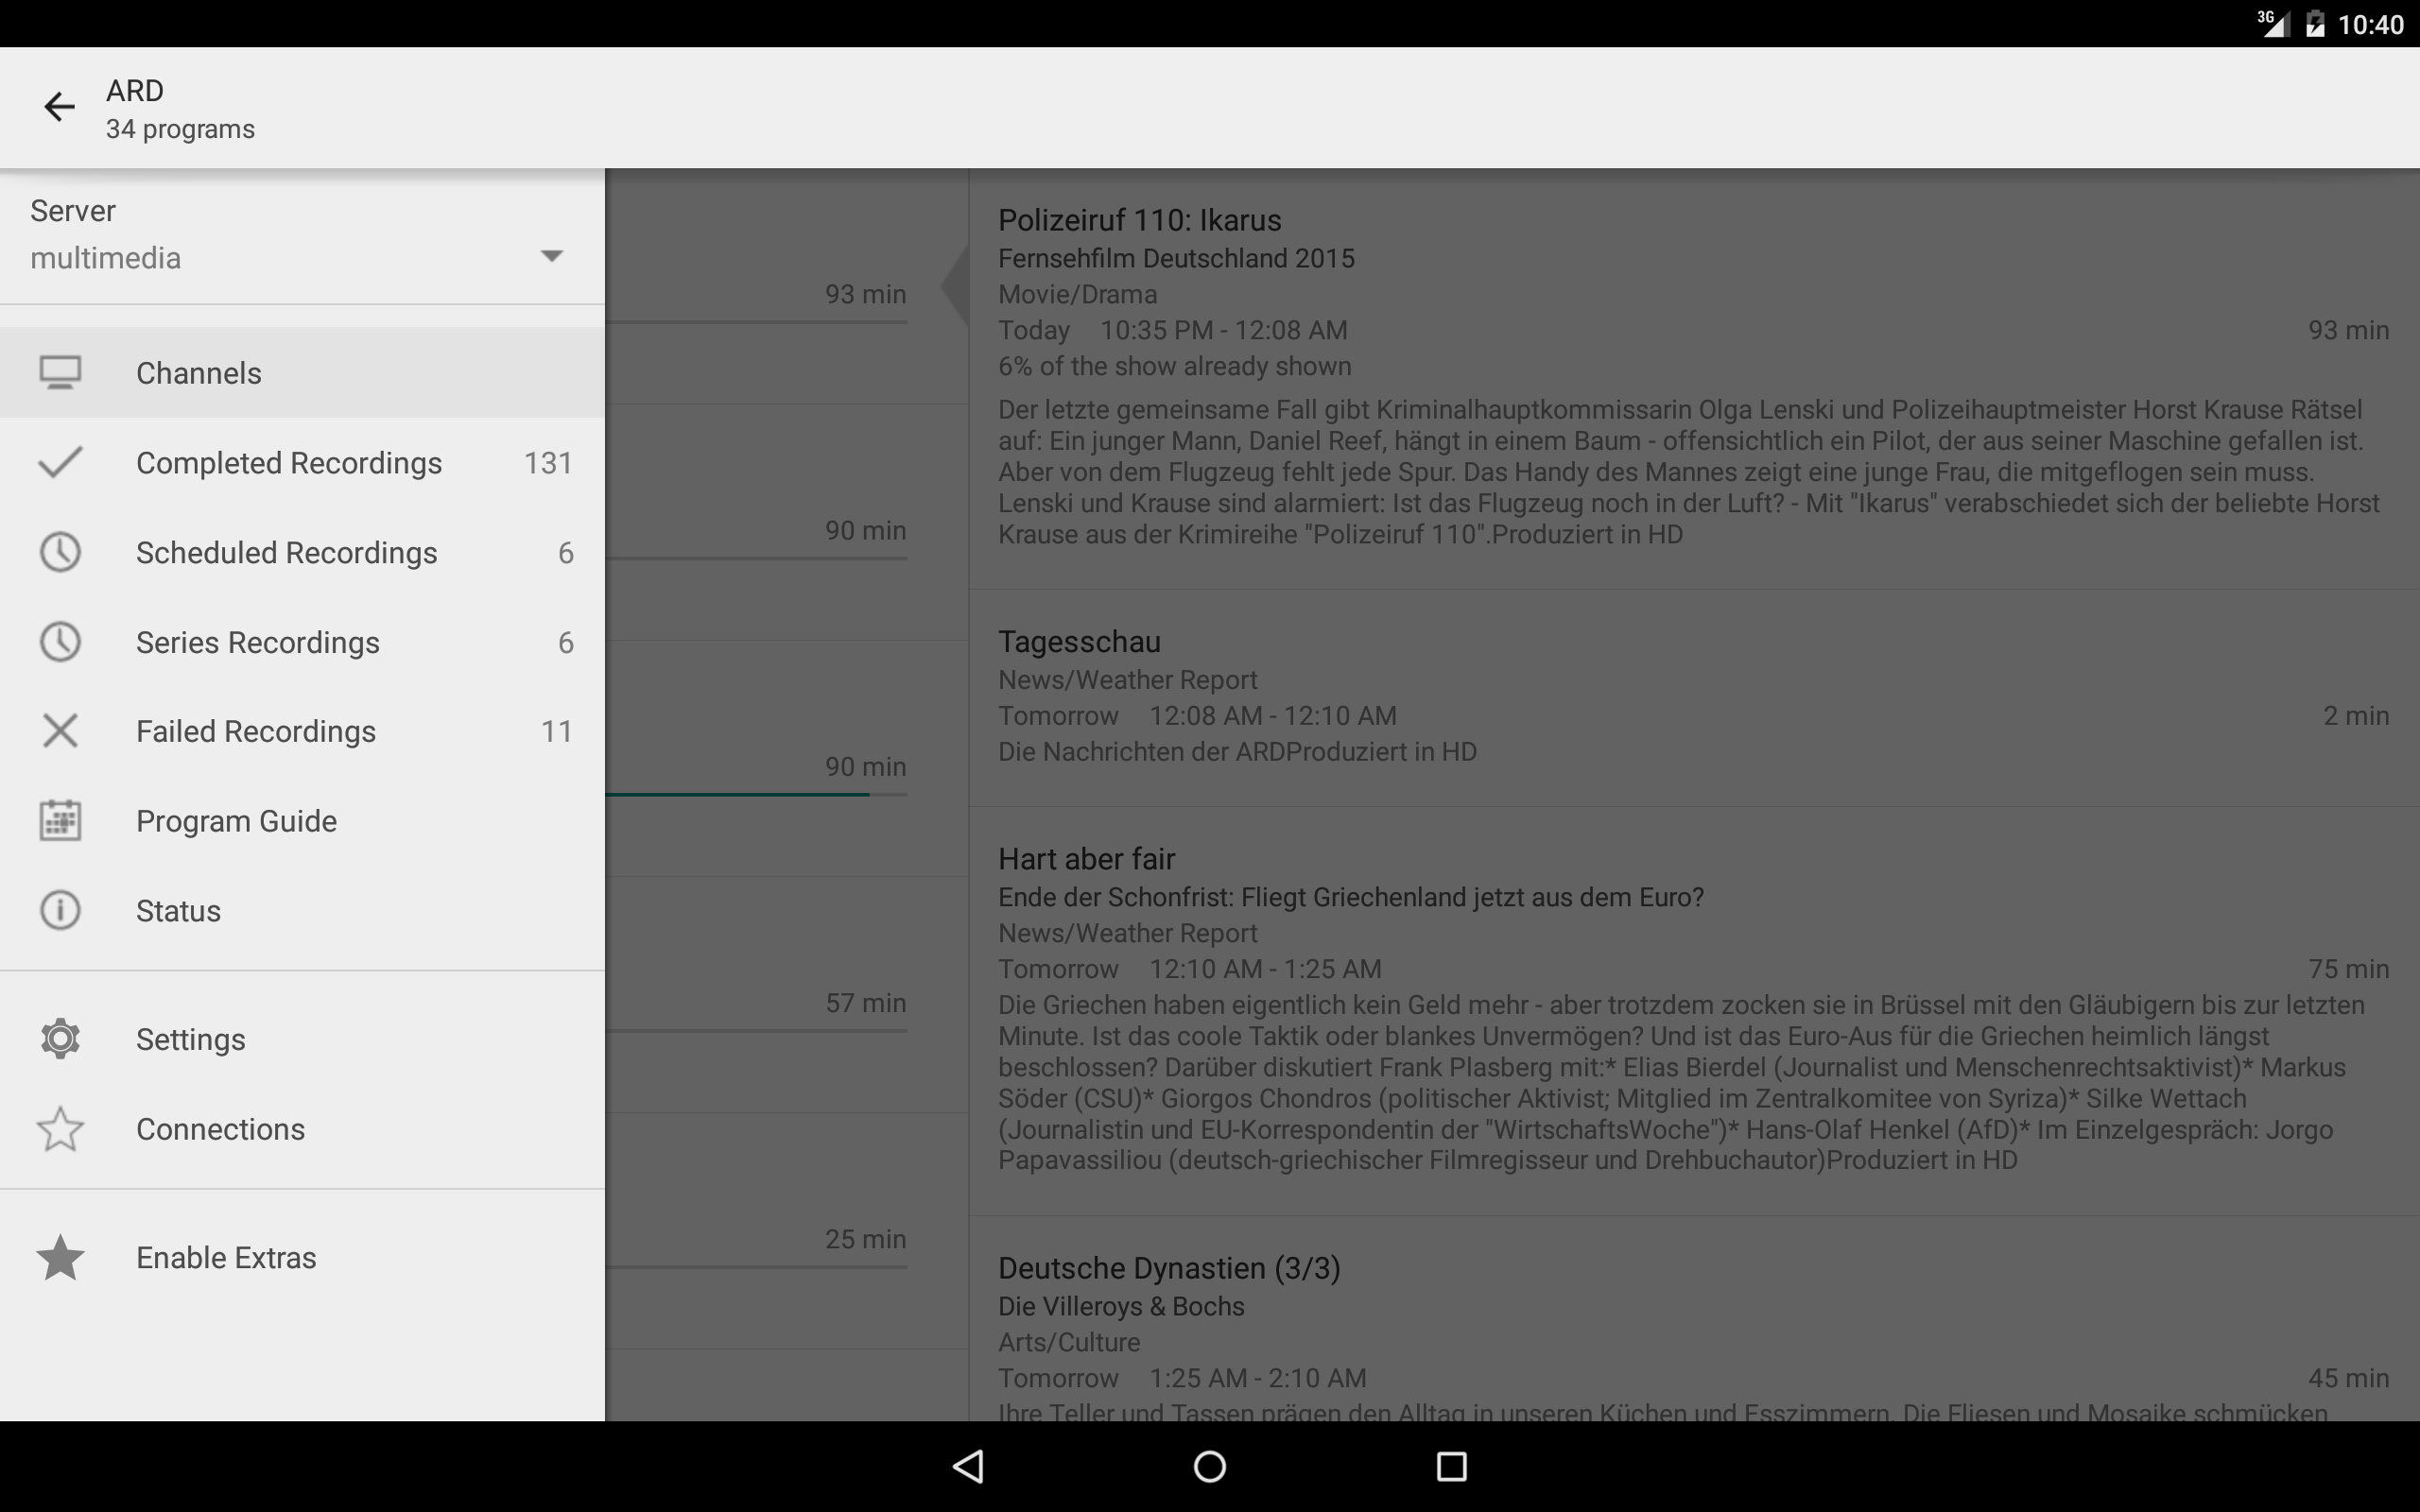 3G 10:40
ARD
34 programs
Server
multimedia
Channels
Completed Recordings 131
Scheduled Recordings 6
Series Recordings 6
Failed Recordings 11
Program Guide
Status
Settings
Connections
Enable Extras
93 min
90 min
90 min
57 min
25 min
Polizeiruf 110: Ikarus
Fernsehfilm Deutschland 2015
Movie/Drama
Today 10:35 PM - 12:08 AM 93 min
6% of the show already shown
Der letzte gemeinsame Fall gibt Kriminalhauptkommissarin Olga Lenski und Polizeihauptmeister Horst Krause Rätsel
auf: Ein junger Mann, Daniel Reef, hängt in einem Baum - offensichtlich ein Pilot, der aus seiner Maschine gefallen ist.
Aber von dem Flugzeug fehlt jede Spur. Das Handy des Mannes zeigt eine junge Frau, die mitgeflogen sein muss.
Lenski und Krause sind alarmiert: Ist das Flugzeug noch in der Luft? - Mit "Ikarus" verabschiedet sich der beliebte Horst
Krause aus der Krimireihe "Polizeiruf 110".Produziert in HD
Tagesschau
News/Weather Report
Tomorrow 12:08 AM - 12:10 AM 2 min
Die Nachrichten der ARDProduziert in HD
Hart aber fair
Ende der Schonfrist: Fliegt Griechenland jetzt aus dem Euro?
News/Weather Report
Tomorrow 12:10 AM - 1:25 AM 75 min
Die Griechen haben eigentlich kein Geld mehr - aber trotzdem zocken sie in Brüssel mit den Gläubigern bis zur letzten
Minute. Ist das coole Taktik oder blankes Unvermögen? Und ist das Euro-Aus für die Griechen heimlich längst
beschlossen? Darüber diskutiert Frank Plasberg mit:* Elias Bierdel (Journalist und Menschenrechtsaktivist)* Markus
Söder (CSU)* Giorgos Chondros (politischer Aktivist; Mitglied im Zentralkomitee von Syriza)* Silke Wettach
(Journalistin und EU-Korrespondentin der "WirtschaftsWoche")* Hans-Olaf Henkel (AfD)* Im Einzelgespräch: Jorgo
Papavassiliou (deutsch-griechischer Filmregisseur und Drehbuchautor)Produziert in HD
Deutsche Dynastien (3/3)
Die Villeroys & Bochs
Arts/Culture
Tomorrow 1:25 AM - 2:10 AM 45 min
Ihre Teller und Tassen prägen den Alltag in unseren Küchen und Esszimmern. Die Fliesen und Mosaike schmücken